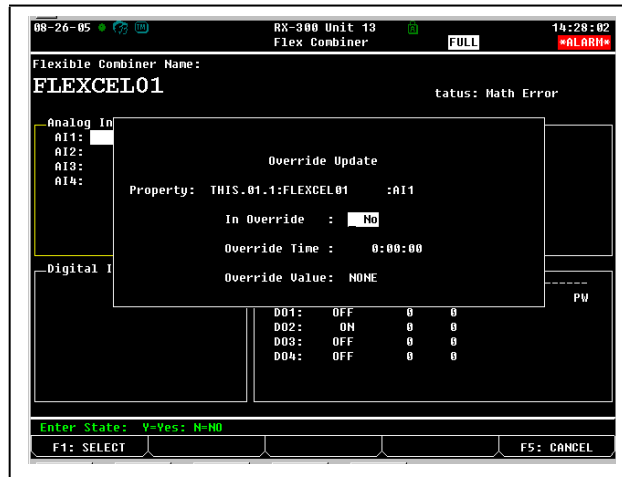 08-26-05 RX-300 Unit 13 14:28:02
Flex Combiner FULL *ALARM*
Flexible Combiner Name:
FLEXCEL01
tatus: Math Error
Analog In
AI1:
AI2:
AI3:
AI4:
Override Update
Property: THIS.01.1:FLEXCEL01 :AI1
In Override : No
Override Time : 0:00:00
Override Value: NONE
Digital I
PW
DO1: OFF 0 0
DO2: ON 0 0
DO3: OFF 0 0
DO4: OFF 0 0
Enter State: Y=Yes: N=NO
F1: SELECT F5: CANCEL